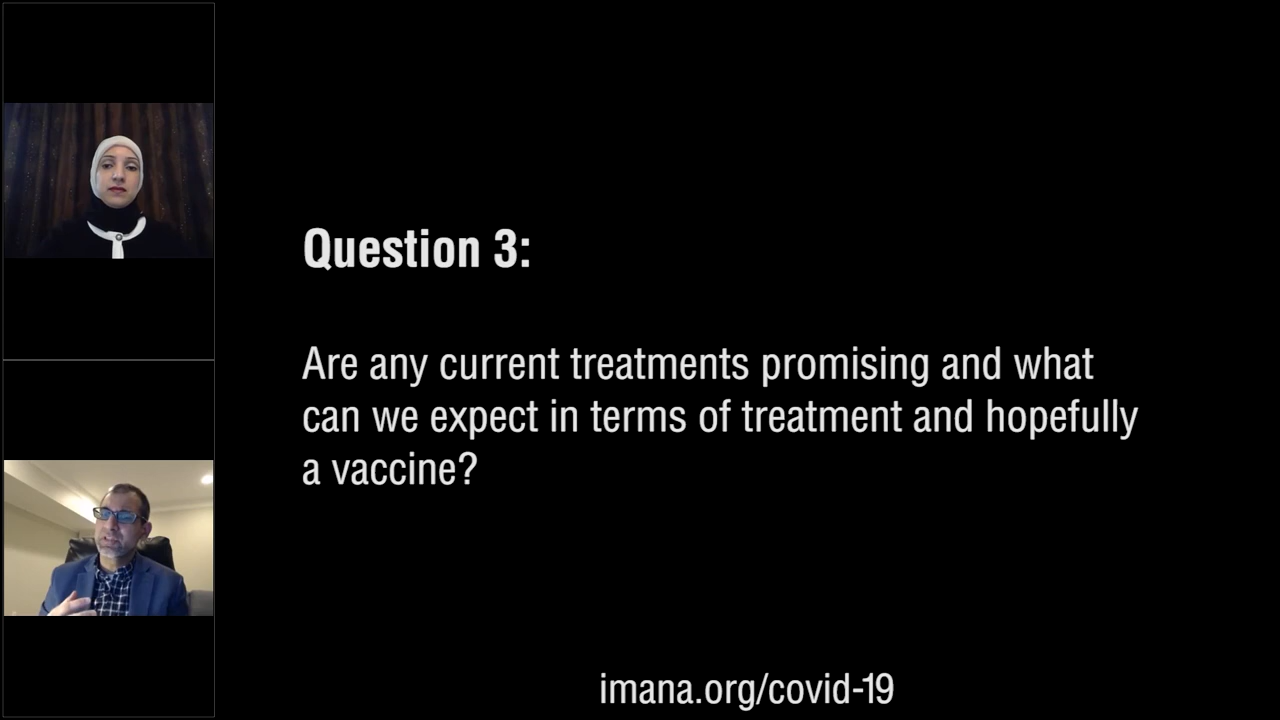 Question 3:
Are any current treatments promising and what
can we expect in terms of treatment and hopefully
a vaccine?
imana.org/covid-19